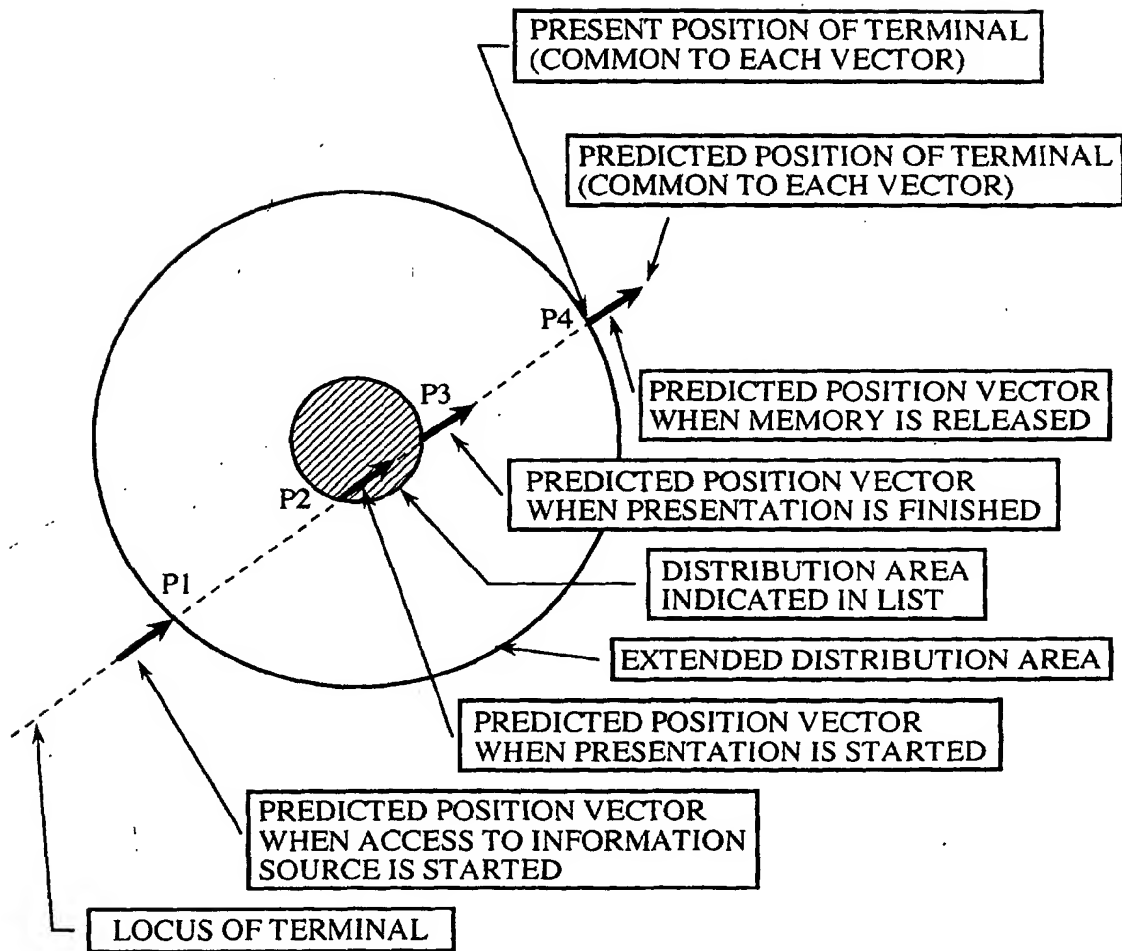 PRESENT POSITION OF TERMINAL
(COMMON TO EACH VECTOR)
PREDICTED POSITION OF TERMINAL
(COMMON TO EACH VECTOR)
P4
PREDICTED POSITION VECTOR
WHEN MEMORY IS RELEASED
P3
PREDICTED POSITION VECTOR
WHEN PRESENTATION IS FINISHED
P2
DISTRIBUTION AREA
INDICATED IN LIST
P1
EXTENDED DISTRIBUTION AREA
PREDICTED POSITION VECTOR
WHEN PRESENTATION IS STARTED
PREDICTED POSITION VECTOR
WHEN ACCESS TO INFORMATION
SOURCE IS STARTED
LOCUS OF TERMINAL